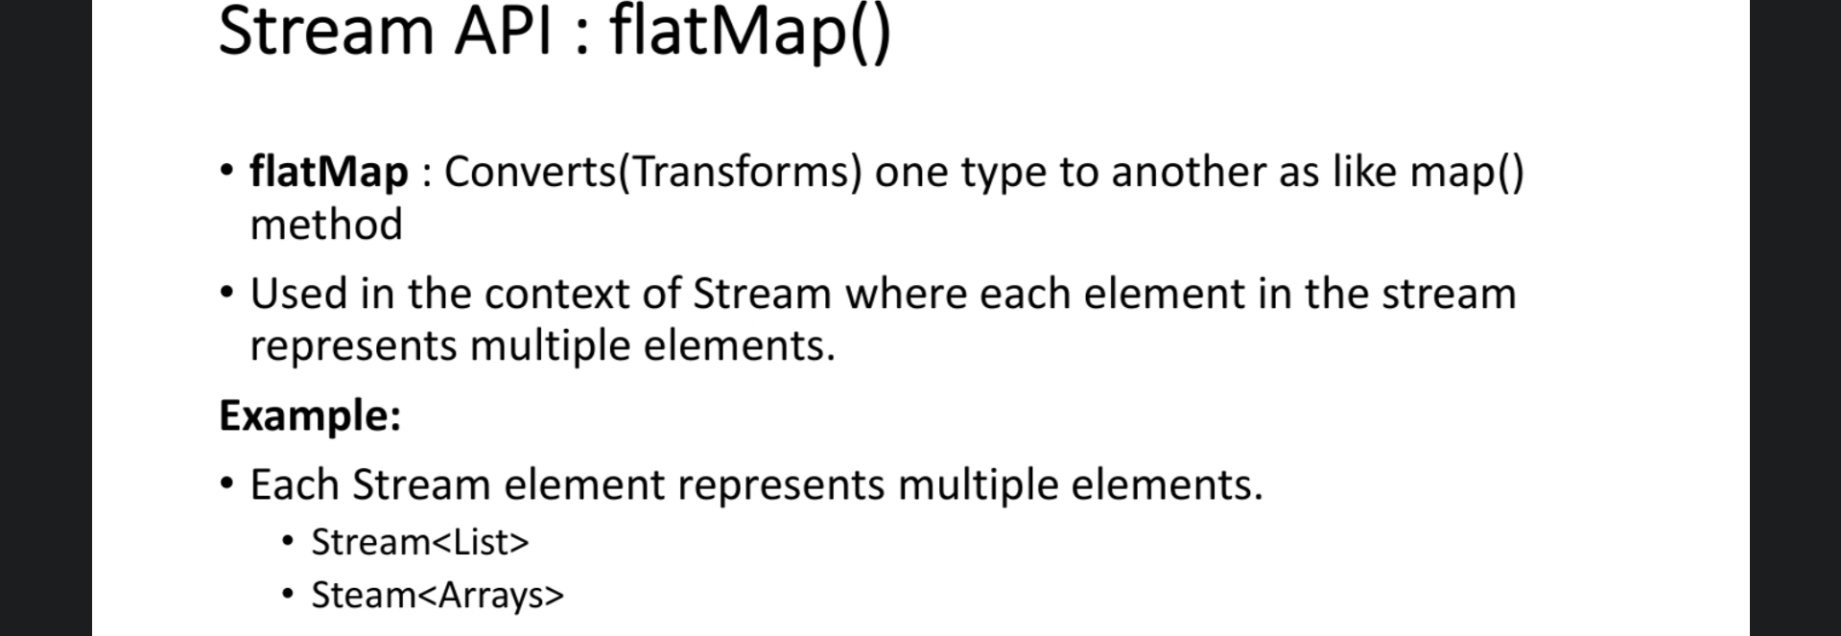 Stream API : flatMap()
• flatMap : Converts(Transforms) one type to another as like map()
method
• Used in the context of Stream where each element in the stream
represents multiple elements.
Example:
• Each Stream element represents multiple elements.
• Stream<List>
• Steam<Arrays>